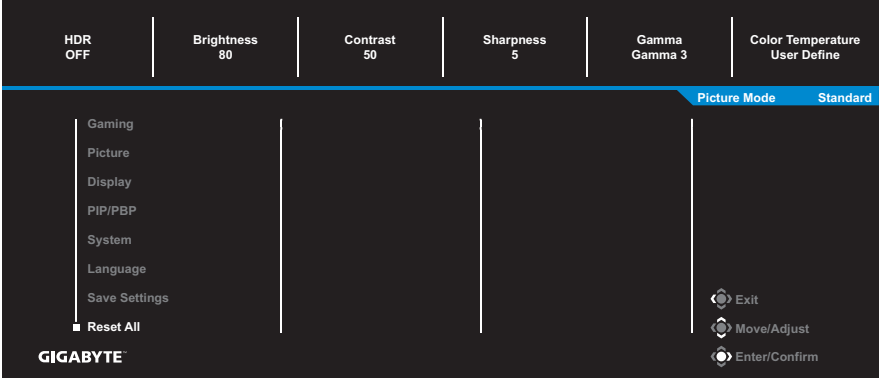 HDR
OFF
Brightness
80
Contrast
50
Sharpness
5
Gamma
Gamma 3
Color Temperature
User Define
Picture Mode Standard
Gaming
Picture
Display
PIP/PBP
System
Language
Save Settings
Reset All
Exit
Move/Adjust
Enter/Confirm
GIGABYTE™